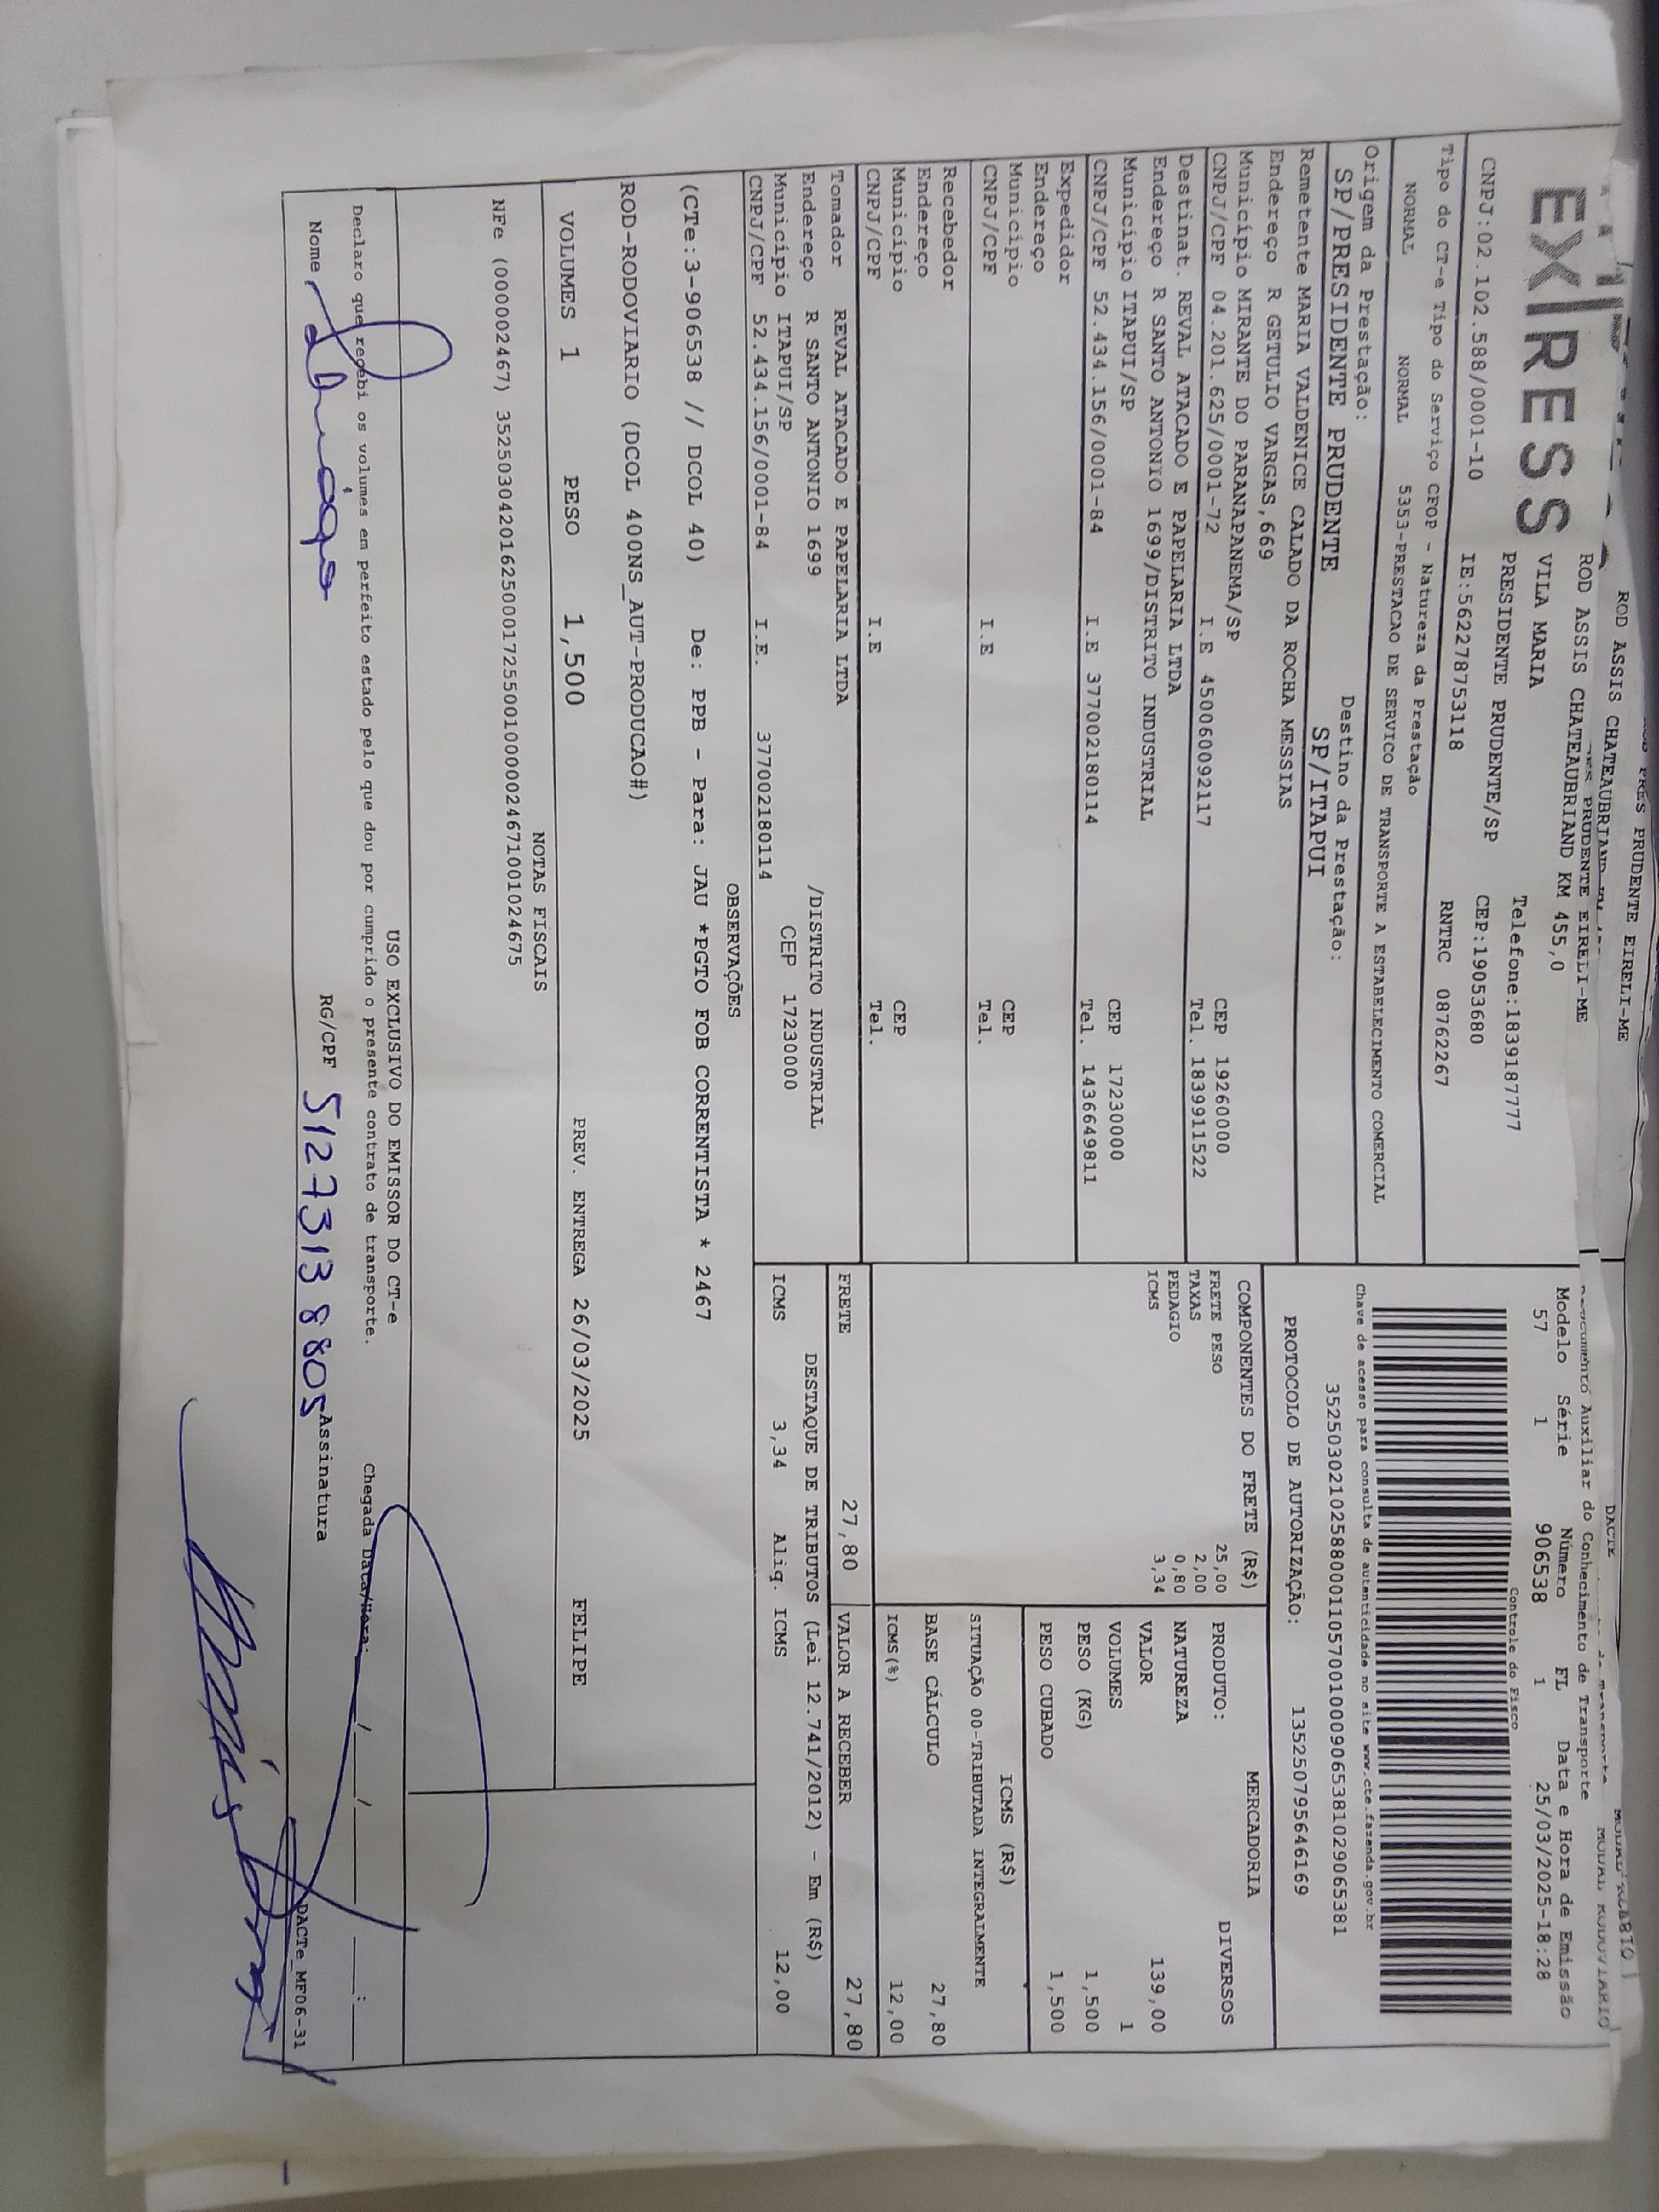 ROD ASSIS CHATEAUBRIAND
PRES PRUDENTE EIRELI-ME
EXPRESS
ROD ASSIS CHATEAUBRIAND KM 455,0
VILA MARIA
PRESIDENTE PRUDENTE/SP
Telefone:1839187777
CEP:19053680
CNPJ:02.102.588/0001-10 IE:562278753118 RNTRC 08762267
DACTE
Documento Auxiliar do Conhecimento de Transporte
MODAL RODOVIARIO
Modelo Série Número FL Data e Hora de Emissão
57 1 906538 1 25/03/2025-18:28
Controle do Fisco
Tipo do CT-e Tipo do Serviço CFOP - Natureza da Prestação
NORMAL NORMAL 5353-PRESTACAO DE SERVICO DE TRANSPORTE A ESTABELECIMENTO COMERCIAL
Chave de acesso para consulta de autenticidade no site www.cte.fazenda.gov.br
35250302102588000110570010009065381029065381
Origem da Prestação: Destino da Prestação:
SP/PRESIDENTE PRUDENTE SP/ITAPUI
PROTOCOLO DE AUTORIZAÇÃO: 135250795646169
Remetente MARIA VALDENICE CALADO DA ROCHA MESSIAS
Endereço R GETULIO VARGAS,669
Município MIRANTE DO PARANAPANEMA/SP CEP 19260000
CNPJ/CPF 04.201.625/0001-72 I.E 450060092117 Tel. 1839911522
Destinat. REVAL ATACADO E PAPELARIA LTDA
Endereço R SANTO ANTONIO 1699/DISTRITO INDUSTRIAL
Município ITAPUI/SP CEP 17230000
CNPJ/CPF 52.434.156/0001-84 I.E 377002180114 Tel. 1436649811
Expedidor
Endereço
Município CEP
CNPJ/CPF I.E Tel.
Recebedor
Endereço
Município CEP
CNPJ/CPF I.E Tel.
COMPONENTES DO FRETE (R$)
FRETE PESO 25,00
TAXAS 2,00
PEDAGIO 0,80
ICMS 3,34
MERCADORIA
PRODUTO: DIVERSOS
NATUREZA
VALOR 139,00
VOLUMES 1
PESO (KG) 1,500
PESO CUBADO 1,500
ICMS (R$)
SITUAÇÃO 00-TRIBUTADA INTEGRALMENTE
BASE CÁLCULO 27,80
ICMS(%) 12,00
Tomador REVAL ATACADO E PAPELARIA LTDA
Endereço R SANTO ANTONIO 1699 /DISTRITO INDUSTRIAL
Município ITAPUI/SP CEP 17230000
CNPJ/CPF 52.434.156/0001-84 I.E. 377002180114
FRETE 27,80 VALOR A RECEBER 27,80
DESTAQUE DE TRIBUTOS (Lei 12.741/2012) - Em (R$)
ICMS 3,34 Aliq. ICMS 12,00
OBSERVAÇÕES
(CTe:3-906538 // DCOL 40) De: PPB - Para: JAU *PGTO FOB CORRENTISTA * 2467
ROD-RODOVIARIO (DCOL 400NS_AUT-PRODUCAO#)
VOLUMES 1 PESO 1,500 PREV. ENTREGA 26/03/2025 FELIPE
NOTAS FISCAIS
NFe (000002467) 35250304201625000172550010000024671001024675
USO EXCLUSIVO DO EMISSOR DO CT-e
Declaro que recebi os volumes em perfeito estado pelo que dou por cumprido o presente contrato de transporte. Chegada Data/Hora: / / :
Nome RG/CPF 51273138805 Assinatura
DACTe_MF06-31